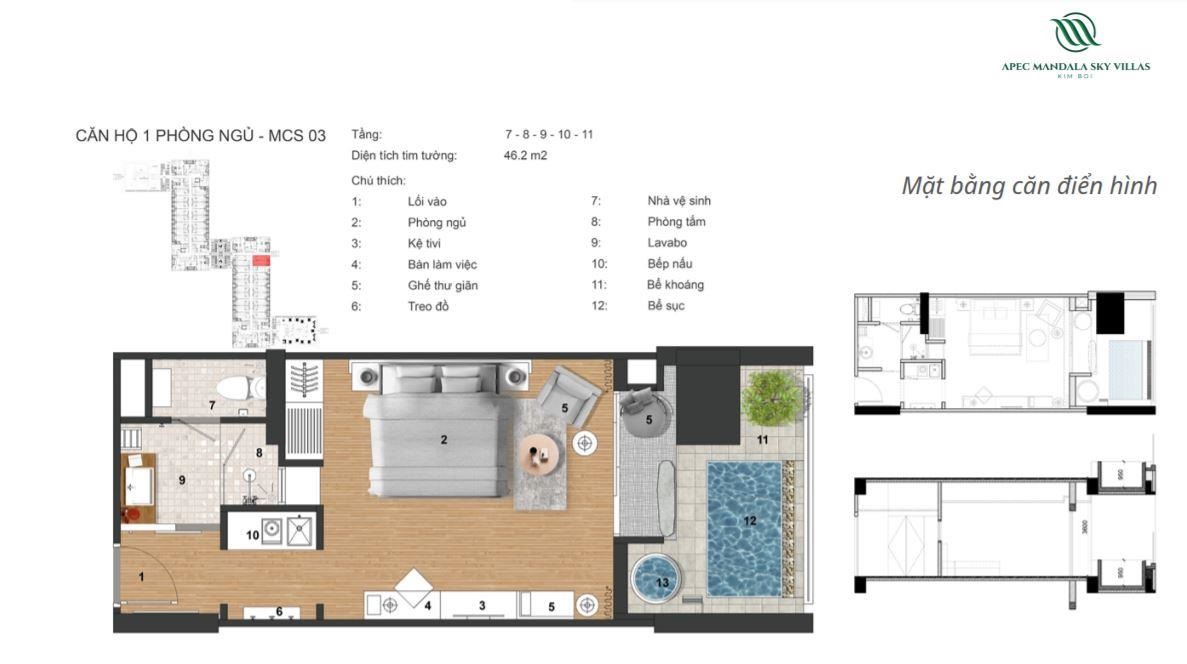 APEC MANDALA SKY VILLAS
KIM BOI
CĂN HỘ 1 PHÒNG NGỦ - MCS 03
Tầng: 7 - 8 - 9 - 10 - 11
Diện tích tim tường: 46.2 m2
Chú thích:
1: Lối vào 7: Nhà vệ sinh
2: Phòng ngủ 8: Phòng tắm
3: Kệ tivi 9: Lavabo
4: Bàn làm việc 10: Bếp nấu
5: Ghế thư giãn 11: Bể khoáng
6: Treo đồ 12: Bể sục
Mặt bằng căn điển hình
7
5
5
2
11
8
9
12
10
1
13
6
4
3
5
950
3600
950